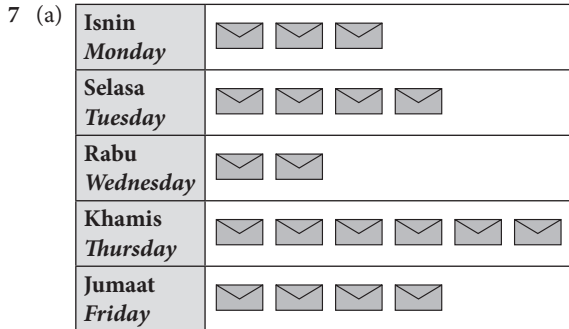 7 (a)
Isnin
Monday
Selasa
Tuesday
Rabu
Wednesday
Khamis
Thursday
Jumaat
Friday